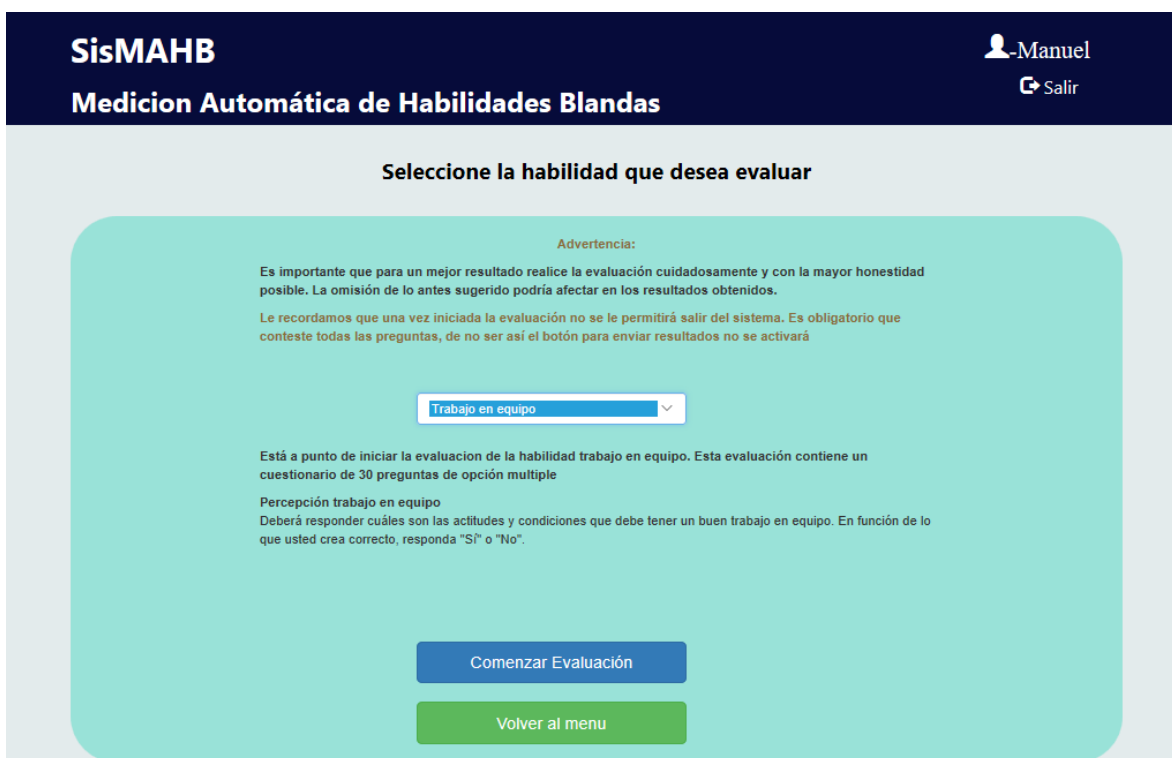 SisMAHB
-Manuel
Salir
Medicion Automática de Habilidades Blandas
Seleccione la habilidad que desea evaluar
Advertencia:
Es importante que para un mejor resultado realice la evaluación cuidadosamente y con la mayor honestidad
posible. La omisión de lo antes sugerido podría afectar en los resultados obtenidos.
Le recordamos que una vez iniciada la evaluación no se le permitirá salir del sistema. Es obligatorio que
conteste todas las preguntas, de no ser así el botón para enviar resultados no se activará
Trabajo en equipo
Está a punto de iniciar la evaluacion de la habilidad trabajo en equipo. Esta evaluación contiene un
cuestionario de 30 preguntas de opción multiple
Percepción trabajo en equipo
Deberá responder cuáles son las actitudes y condiciones que debe tener un buen trabajo en equipo. En función de lo
que usted crea correcto, responda "Sí" o "No".
Comenzar Evaluación
Volver al menu